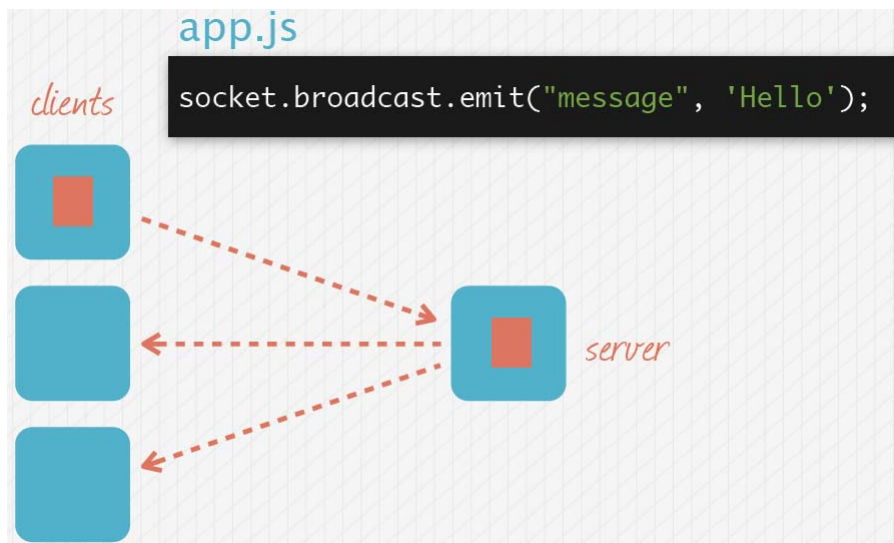 app.js
clients
socket.broadcast.emit("message", 'Hello');
server